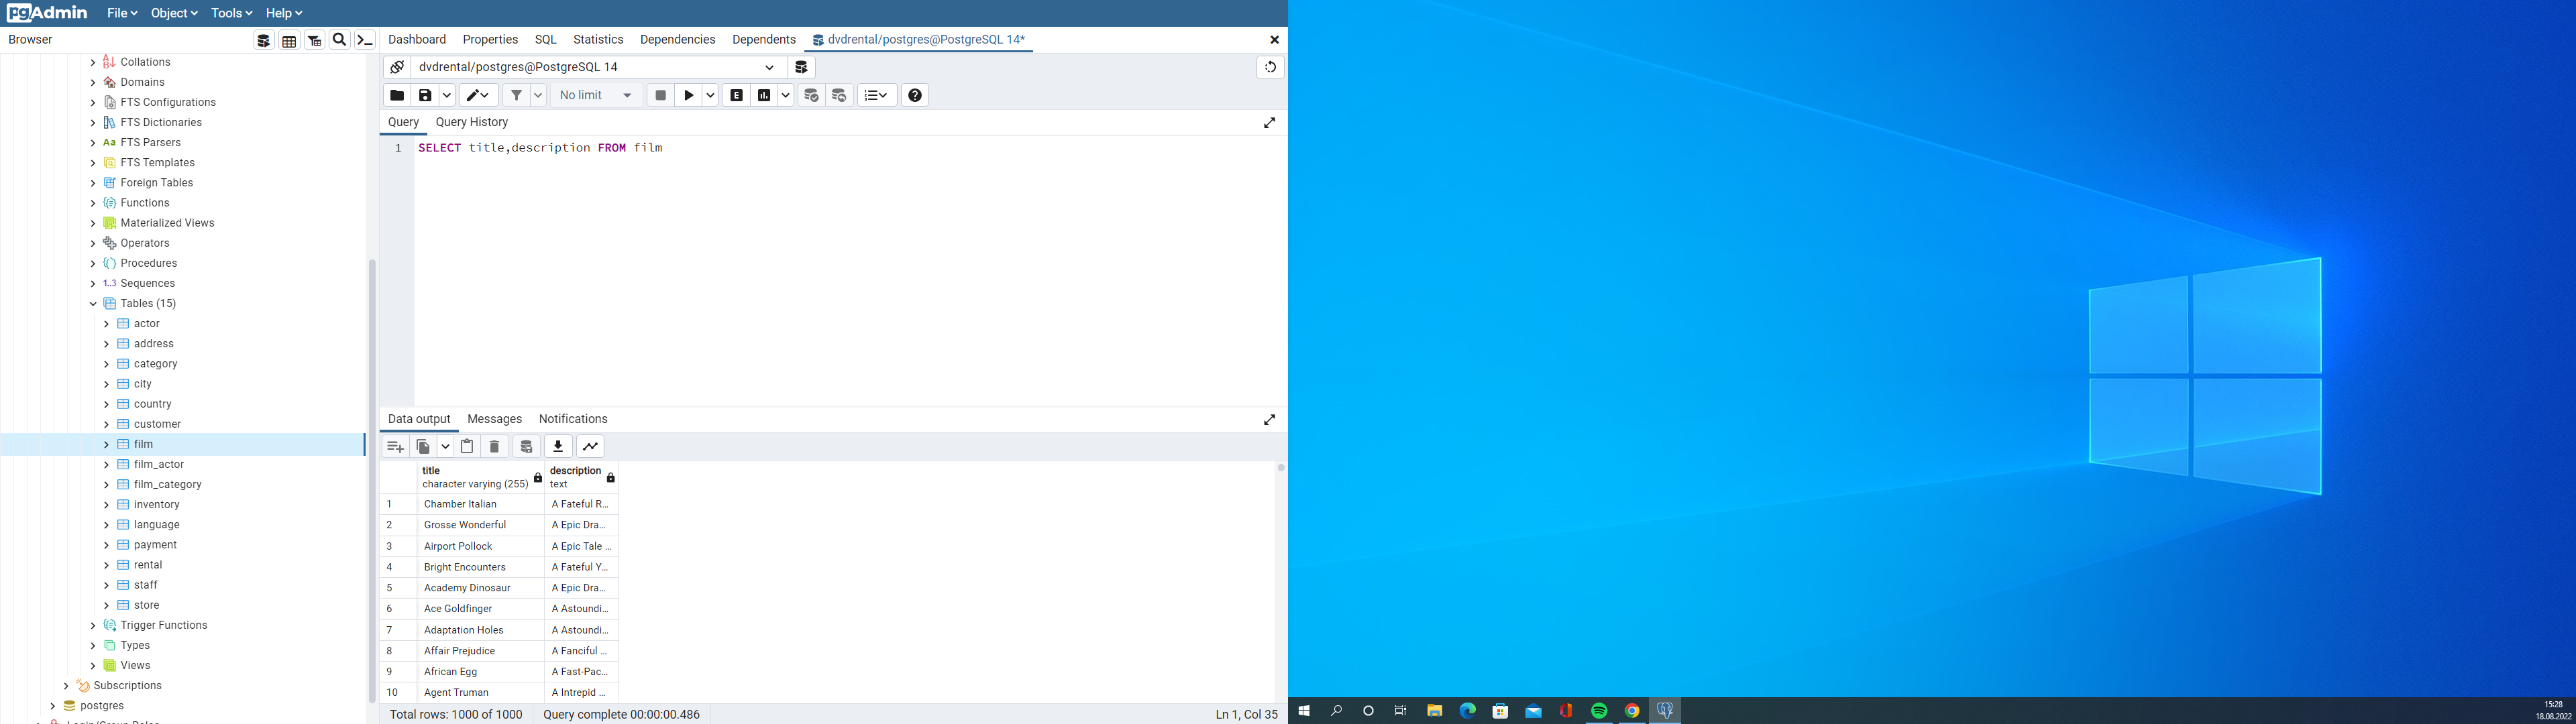 pgAdmin File Object Tools Help
Browser
Dashboard Properties SQL Statistics Dependencies Dependents dvdrental/postgres@PostgreSQL 14*
Collations
Domains
FTS Configurations
FTS Dictionaries
Aa FTS Parsers
FTS Templates
Foreign Tables
Functions
Materialized Views
Operators
Procedures
1..3 Sequences
Tables (15)
actor
address
category
city
country
customer
film
film_actor
film_category
inventory
language
payment
rental
staff
store
Trigger Functions
Types
Views
Subscriptions
postgres
dvdrental/postgres@PostgreSQL 14
No limit E
Query Query History
1 SELECT title,description FROM film
Data output Messages Notifications
title description
character varying (255) text
1 Chamber Italian A Fateful R...
2 Grosse Wonderful A Epic Dra...
3 Airport Pollock A Epic Tale ...
4 Bright Encounters A Fateful Y...
5 Academy Dinosaur A Epic Dra...
6 Ace Goldfinger A Astoundi...
7 Adaptation Holes A Astoundi...
8 Affair Prejudice A Fanciful ...
9 African Egg A Fast-Pac...
10 Agent Truman A Intrepid ...
Total rows: 1000 of 1000 Query complete 00:00:00.486 Ln 1, Col 35
15:28
18.08.2022